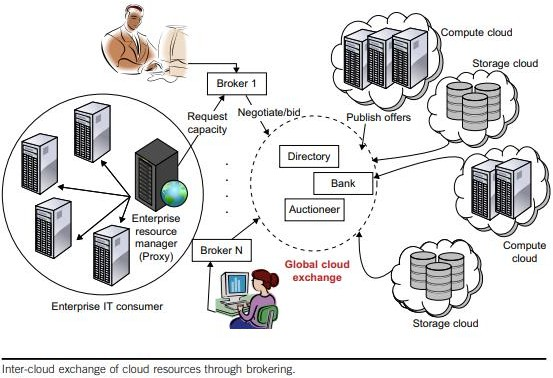 Compute cloud
Storage cloud
Broker 1
Request
capacity
Negotiate/bid
Publish offers
Directory
Bank
Auctioneer
Enterprise
resource
manager
(Proxy)
Broker N
Global cloud
exchange
Compute
cloud
Enterprise IT consumer
Storage cloud
Inter-cloud exchange of cloud resources through brokering.